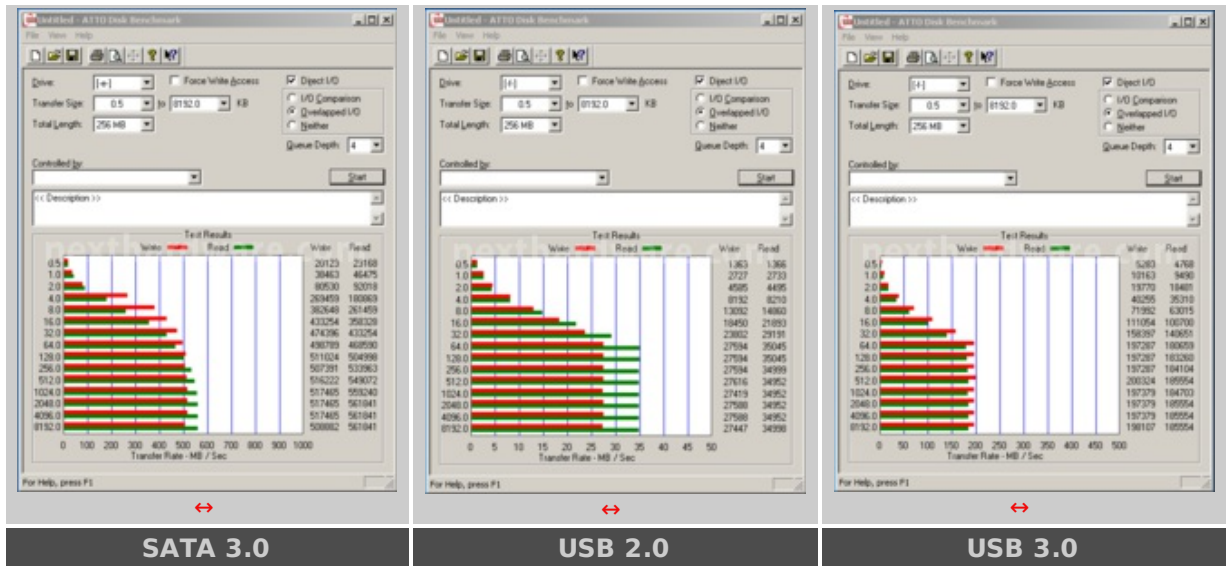 Untitled - ATTO Disk Benchmark
File View Help
Drive: [-e-] Force Write Access Direct I/O
Transfer Size: 0.5 to 8192.0 KB I/O Comparison
Overlapped I/O
Total Length: 256 MB Neither
Queue Depth: 4
Controlled by:
Start
<< Description >>
Test Results
Write Read Write Read
0.5 20123 23168
1.0 38463 46475
2.0 80530 92018
4.0 269459 180869
8.0 382648 261459
16.0 433254 358328
32.0 474396 433254
64.0 498789 468590
128.0 511024 504998
256.0 507391 533963
512.0 516222 549072
1024.0 517465 559240
2048.0 517465 561841
4096.0 517465 561841
8192.0 508882 561841
0 100 200 300 400 500 600 700 800 900 1000
Transfer Rate - MB / Sec
For Help, press F1
↔
SATA 3.0
Untitled - ATTO Disk Benchmark
File View Help
Drive: Force Write Access Direct I/O
Transfer Size: 0.5 to 8192.0 KB I/O Comparison
Overlapped I/O
Total Length: 256 MB Neither
Queue Depth: 4
Controlled by:
Start
<< Description >>
Test Results
Write Read Write Read
0.5 1363 1366
1.0 2727 2733
2.0 4585 4495
4.0 8192 8210
8.0 13092 14860
16.0 18450 21893
32.0 23802 29191
64.0 27594 35045
128.0 27594 35045
256.0 27594 34999
512.0 27616 34952
1024.0 27419 34952
2048.0 27588 34952
4096.0 27588 34952
8192.0 27447 34998
0 5 10 15 20 25 30 35 40 45 50
Transfer Rate - MB / Sec
For Help, press F1
↔
USB 2.0
Untitled - ATTO Disk Benchmark
File View Help
Drive: Force Write Access Direct I/O
Transfer Size: 0.5 to 8192.0 KB I/O Comparison
Overlapped I/O
Total Length: 256 MB Neither
Queue Depth: 4
Controlled by:
Start
<< Description >>
Test Results
Write Read Write Read
0.5 5283 4768
1.0 10163 9490
2.0 19770 18481
4.0 40255 35310
8.0 71992 63015
16.0 111054 100700
32.0 158397 140651
64.0 197287 180659
128.0 197287 183260
256.0 197287 184104
512.0 200324 185554
1024.0 197379 184703
2048.0 197379 185554
4096.0 197379 185554
8192.0 198107 185554
0 50 100 150 200 250 300 350 400 450 500
Transfer Rate - MB / Sec
For Help, press F1
↔
USB 3.0